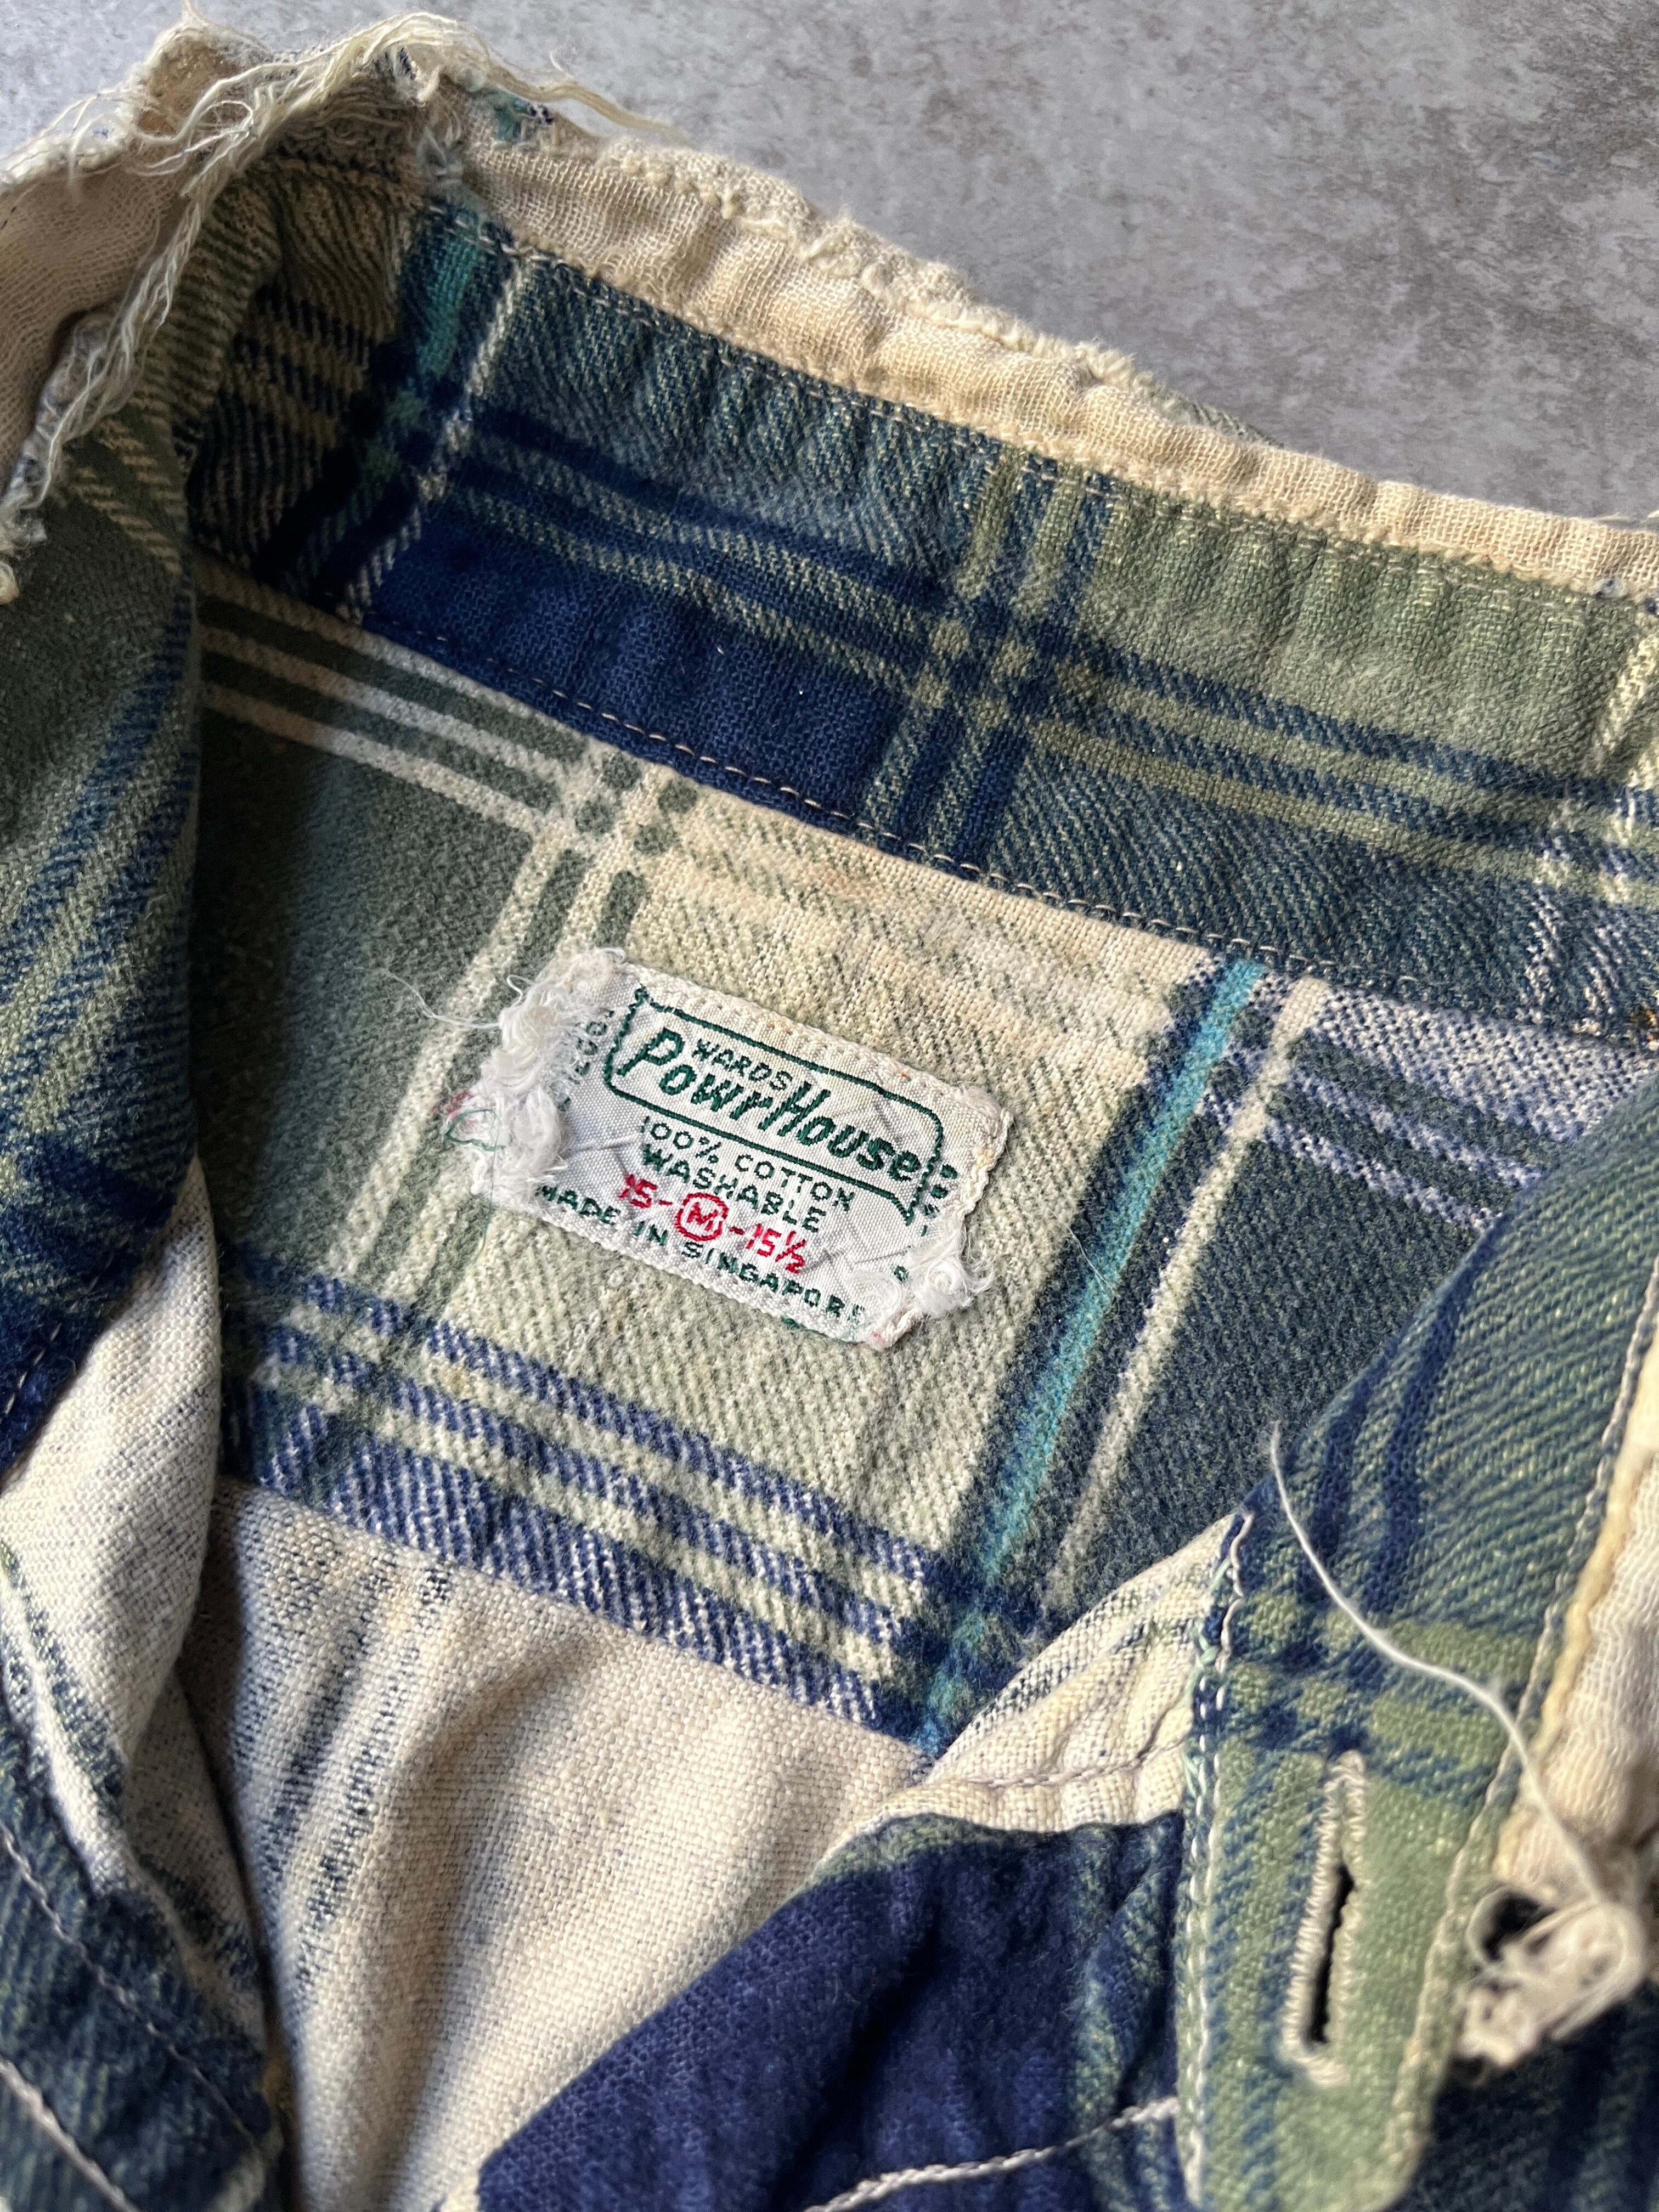 WARDS
PowrHouse
100% COTTON
WASHABLE
15-M-15½
MADE IN SINGAPORE